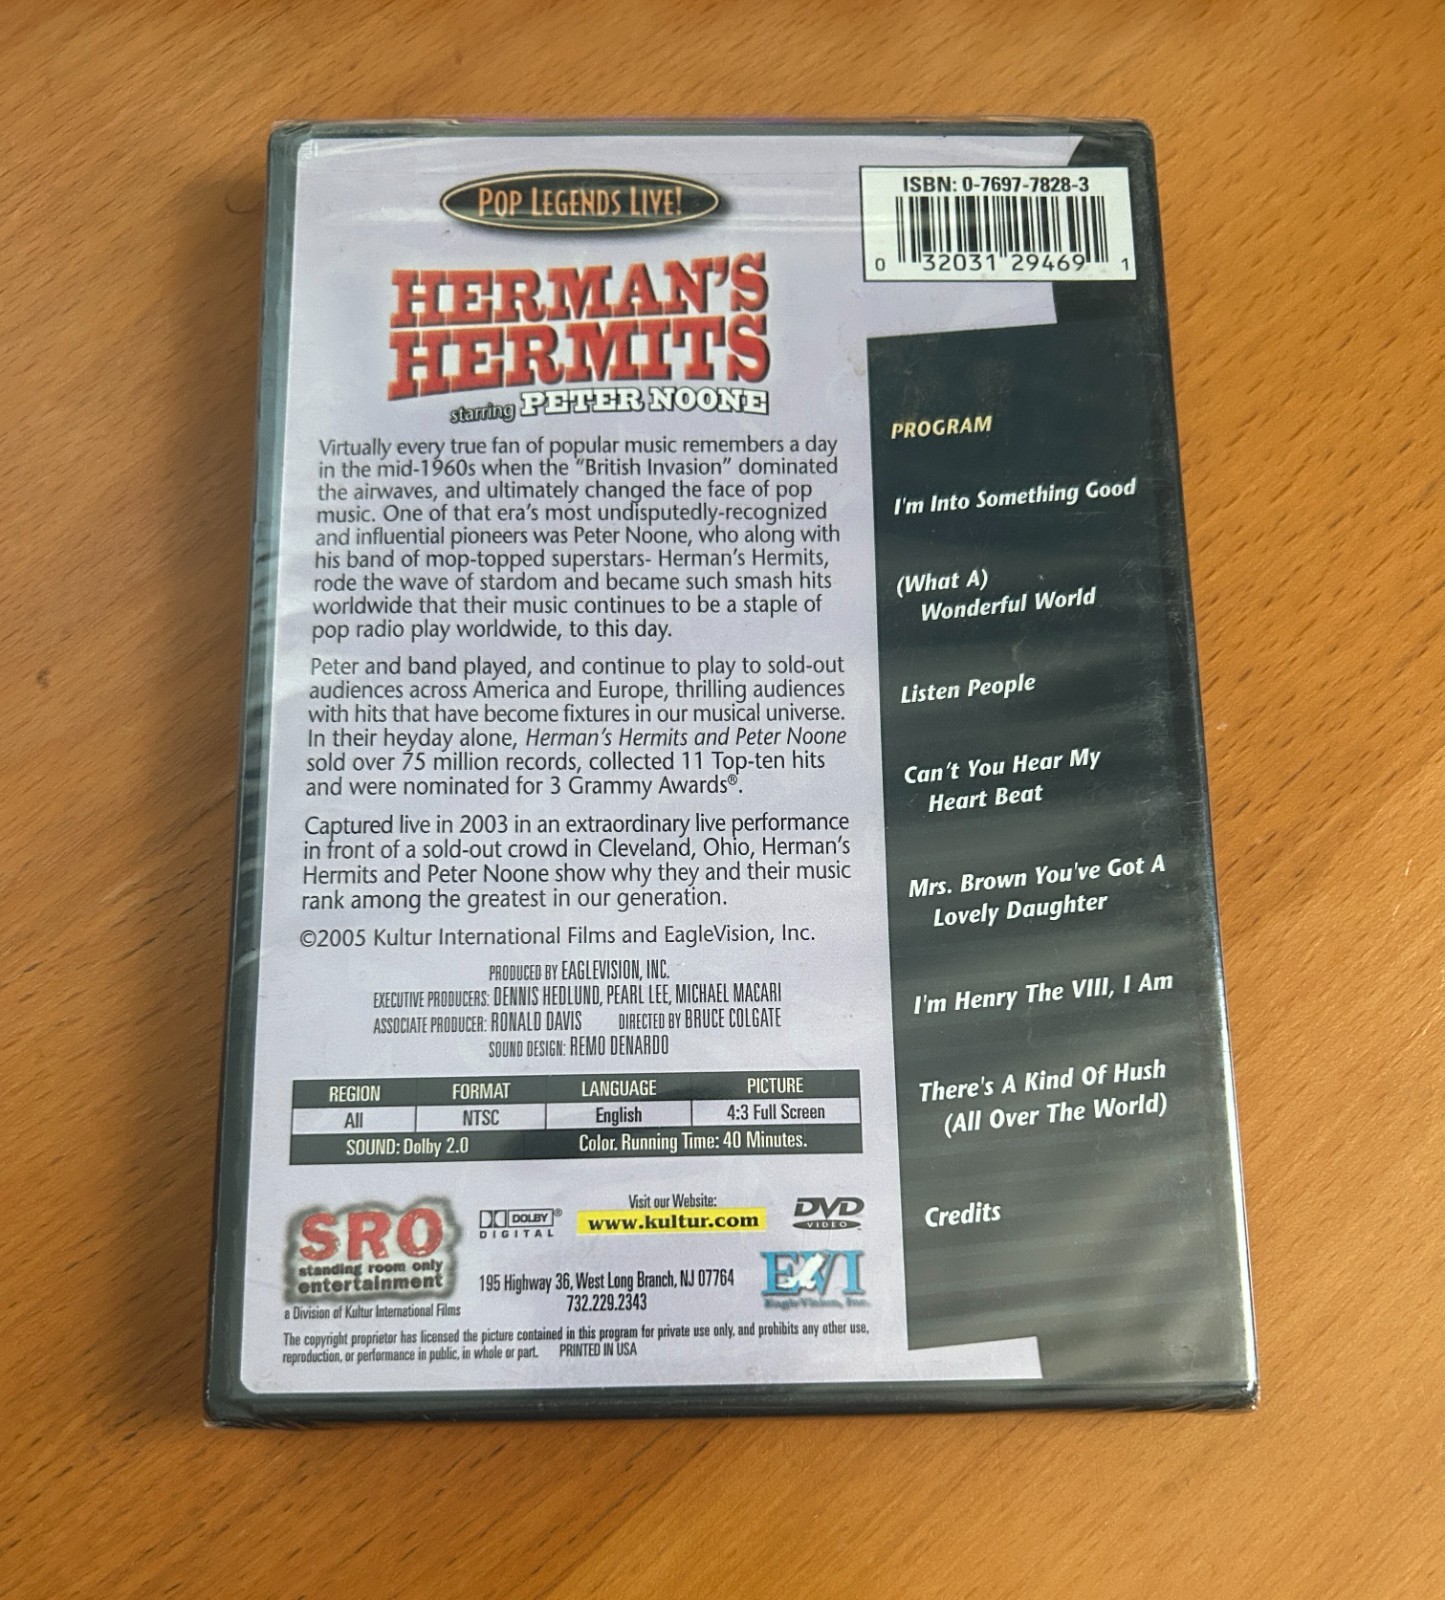 POP LEGENDS LIVE!
HERMAN'S
HERMITS
starring PETER NOONE
Virtually every true fan of popular music remembers a day
in the mid-1960s when the "British Invasion" dominated
the airwaves, and ultimately changed the face of pop
music. One of that era's most undisputedly-recognized
and influential pioneers was Peter Noone, who along with
his band of mop-topped superstars- Herman's Hermits,
rode the wave of stardom and became such smash hits
worldwide that their music continues to be a staple of
pop radio play worldwide, to this day.
Peter and band played, and continue to play to sold-out
audiences across America and Europe, thrilling audiences
with hits that have become fixtures in our musical universe.
In their heyday alone, Herman's Hermits and Peter Noone
sold over 75 million records, collected 11 Top-ten hits
and were nominated for 3 Grammy Awards®.
Captured live in 2003 in an extraordinary live performance
in front of a sold-out crowd in Cleveland, Ohio, Herman's
Hermits and Peter Noone show why they and their music
rank among the greatest in our generation.
©2005 Kultur International Films and EagleVision, Inc.
PRODUCED BY EAGLEVISION, INC.
EXECUTIVE PRODUCERS: DENNIS HEDLUND, PEARL LEE, MICHAEL MACARI
ASSOCIATE PRODUCER: RONALD DAVIS DIRECTED BY BRUCE COLGATE
SOUND DESIGN: REMO DENARDO
REGION FORMAT LANGUAGE PICTURE
All NTSC English 4:3 Full Screen
SOUND: Dolby 2.0 Color. Running Time: 40 Minutes.
SRO
standing room only
entertainment
a Division of Kultur International Films
DOLBY®
DIGITAL
Visit our Website:
www.kultur.com
DVD
VIDEO
195 Highway 36, West Long Branch, NJ 07764
732.229.2343
EVI
EagleVision, Inc.
The copyright proprietor has licensed the picture contained in this program for private use only, and prohibits any other use,
reproduction, or performance in public, in whole or part. PRINTED IN USA
ISBN: 0-7697-7828-3
0 32031 29469 1
PROGRAM
I'm Into Something Good
(What A)
Wonderful World
Listen People
Can't You Hear My
Heart Beat
Mrs. Brown You've Got A
Lovely Daughter
I'm Henry The VIII, I Am
There's A Kind Of Hush
(All Over The World)
Credits